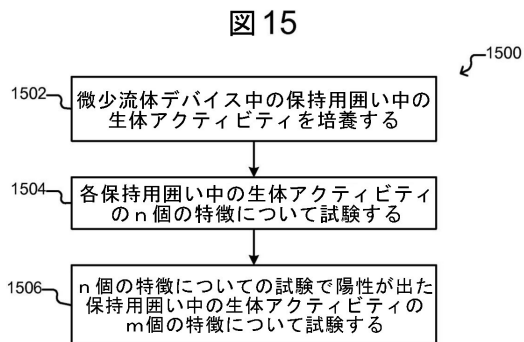 図15
1500
1502
微少流体デバイス中の保持用囲い中の
生体アクティビティを培養する
1504
各保持用囲い中の生体アクティビティ
のn個の特徴について試験する
1506
n個の特徴についての試験で陽性が出た
保持用囲い中の生体アクティビティの
m個の特徴について試験する